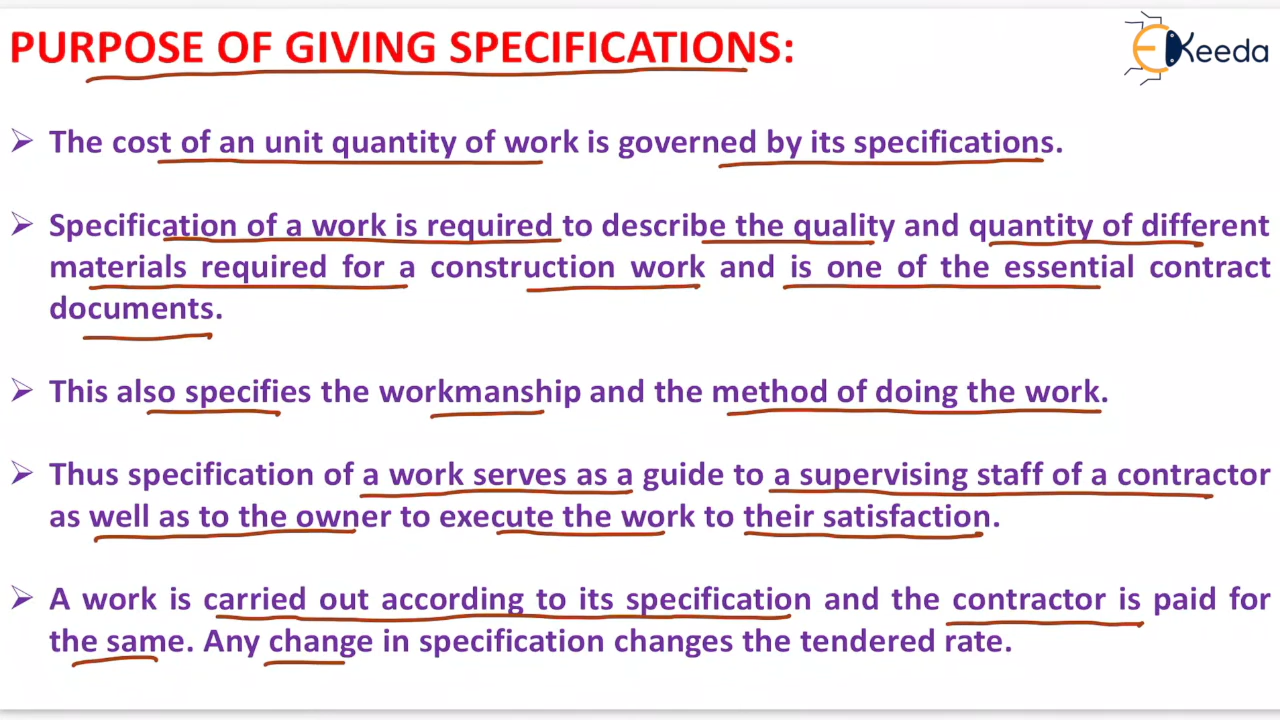 PURPOSE OF GIVING SPECIFICATIONS:
EKeeda
The cost of an unit quantity of work is governed by its specifications.
Specification of a work is required to describe the quality and quantity of different
materials required for a construction work and is one of the essential contract
documents.
This also specifies the workmanship and the method of doing the work.
Thus specification of a work serves as a guide to a supervising staff of a contractor
as well as to the owner to execute the work to their satisfaction.
A work is carried out according to its specification and the contractor is paid for
the same. Any change in specification changes the tendered rate.